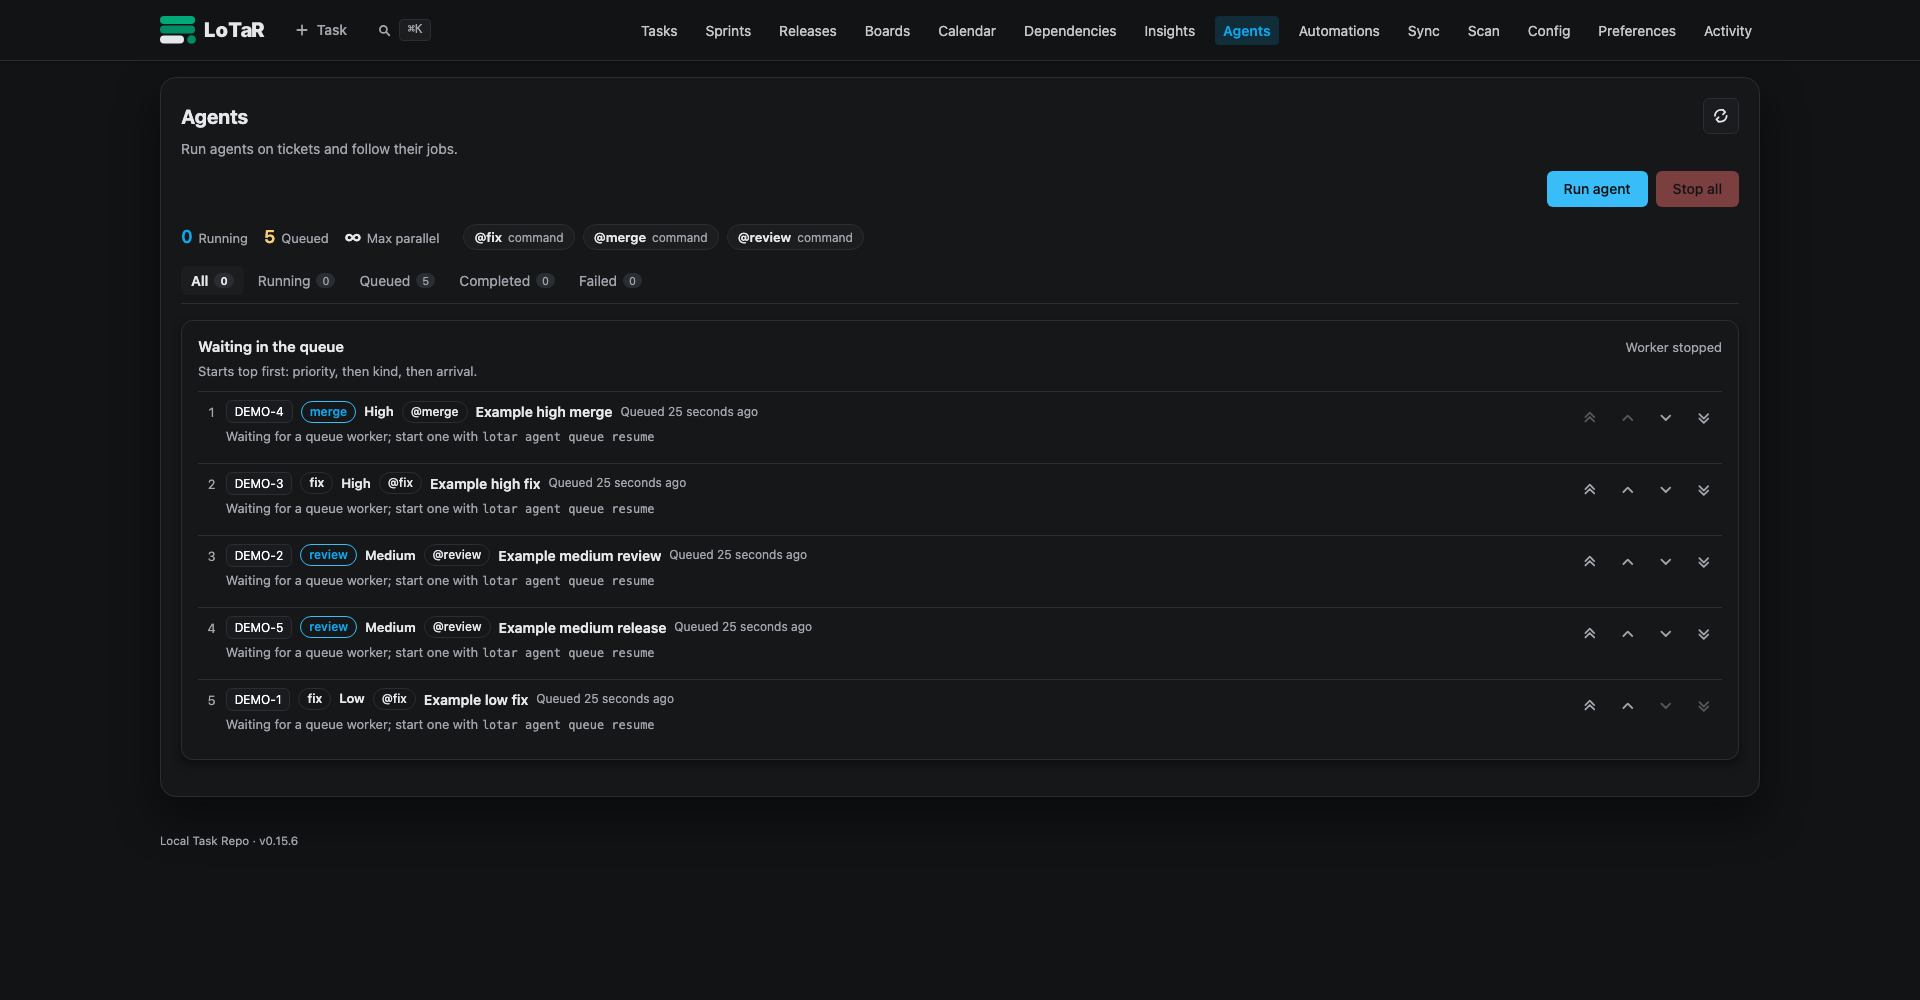 LoTaR
+ Task
⌘K
Tasks Sprints Releases Boards Calendar Dependencies Insights Agents Automations Sync Scan Config Preferences Activity
Agents
Run agents on tickets and follow their jobs.
Run agent
Stop all
0 Running 5 Queued ∞ Max parallel @fix command @merge command @review command
All 0 Running 0 Queued 5 Completed 0 Failed 0
Waiting in the queue
Worker stopped
Starts top first: priority, then kind, then arrival.
1 DEMO-4 merge High @merge Example high merge Queued 25 seconds ago
Waiting for a queue worker; start one with lotar agent queue resume
2 DEMO-3 fix High @fix Example high fix Queued 25 seconds ago
Waiting for a queue worker; start one with lotar agent queue resume
3 DEMO-2 review Medium @review Example medium review Queued 25 seconds ago
Waiting for a queue worker; start one with lotar agent queue resume
4 DEMO-5 review Medium @review Example medium release Queued 25 seconds ago
Waiting for a queue worker; start one with lotar agent queue resume
5 DEMO-1 fix Low @fix Example low fix Queued 25 seconds ago
Waiting for a queue worker; start one with lotar agent queue resume
Local Task Repo · v0.15.6